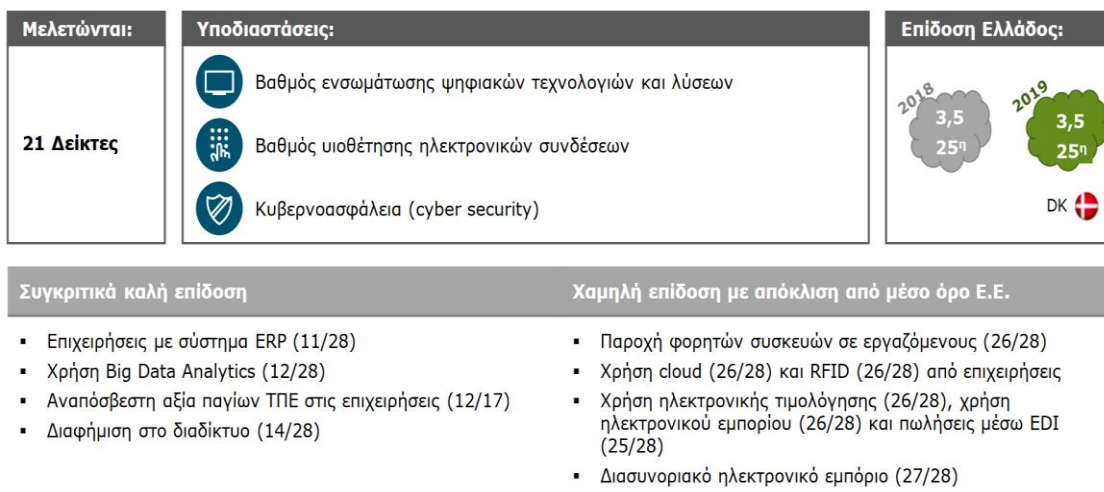 Μελετώνται:
Υποδιαστάσεις:
Επίδοση Ελλάδος:
21 Δείκτες
Βαθμός ενσωμάτωσης ψηφιακών τεχνολογιών και λύσεων
Βαθμός υιοθέτησης ηλεκτρονικών συνδέσεων
Κυβερνοασφάλεια (cyber security)
2018
3,5
25η
2019
3,5
25η
DK
Συγκριτικά καλή επίδοση
▪ Επιχειρήσεις με σύστημα ERP (11/28)
▪ Χρήση Big Data Analytics (12/28)
▪ Αναπόσβεστη αξία παγίων ΤΠΕ στις επιχειρήσεις (12/17)
▪ Διαφήμιση στο διαδίκτυο (14/28)
Χαμηλή επίδοση με απόκλιση από μέσο όρο Ε.Ε.
▪ Παροχή φορητών συσκευών σε εργαζόμενους (26/28)
▪ Χρήση cloud (26/28) και RFID (26/28) από επιχειρήσεις
▪ Χρήση ηλεκτρονικής τιμολόγησης (26/28), χρήση
ηλεκτρονικού εμπορίου (26/28) και πωλήσεις μέσω EDI
(25/28)
▪ Διασυνοριακό ηλεκτρονικό εμπόριο (27/28)